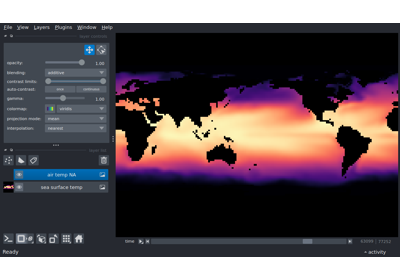 File View Layers Plugins Window Help
layer controls
opacity: 1.00
blending: additive
contrast limits:
auto-contrast: once continuous
gamma: 1.00
colormap:
projection mode: mean
interpolation: nearest
layer list
air temp NA
sea surface temp
time
Ready
activity